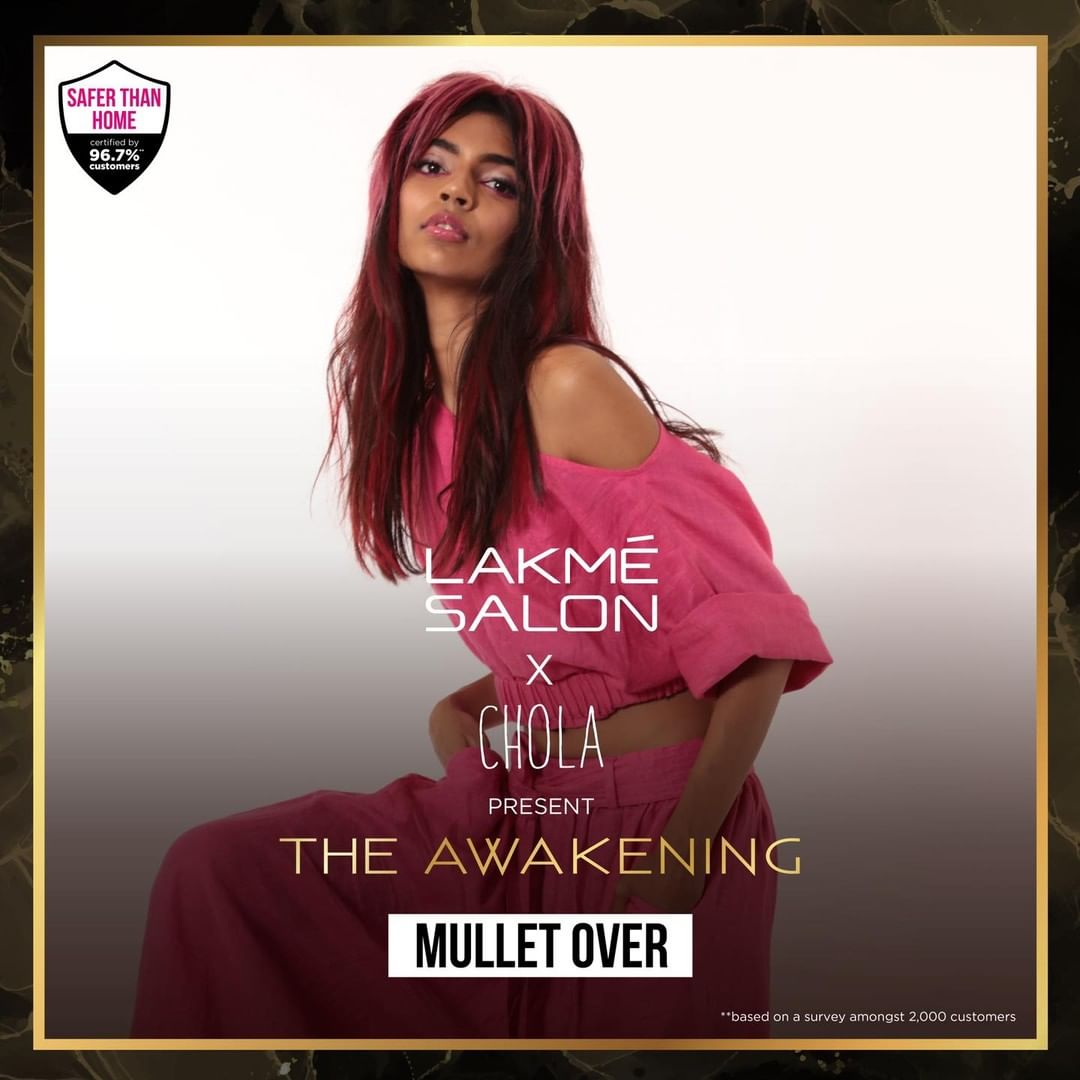 SAFER THAN
HOME
certified by
96.7%**
customers
LAKMÉ
SALON
X
CHOLA
PRESENT
THE AWAKENING
MULLET OVER
**based on a survey amongst 2,000 customers